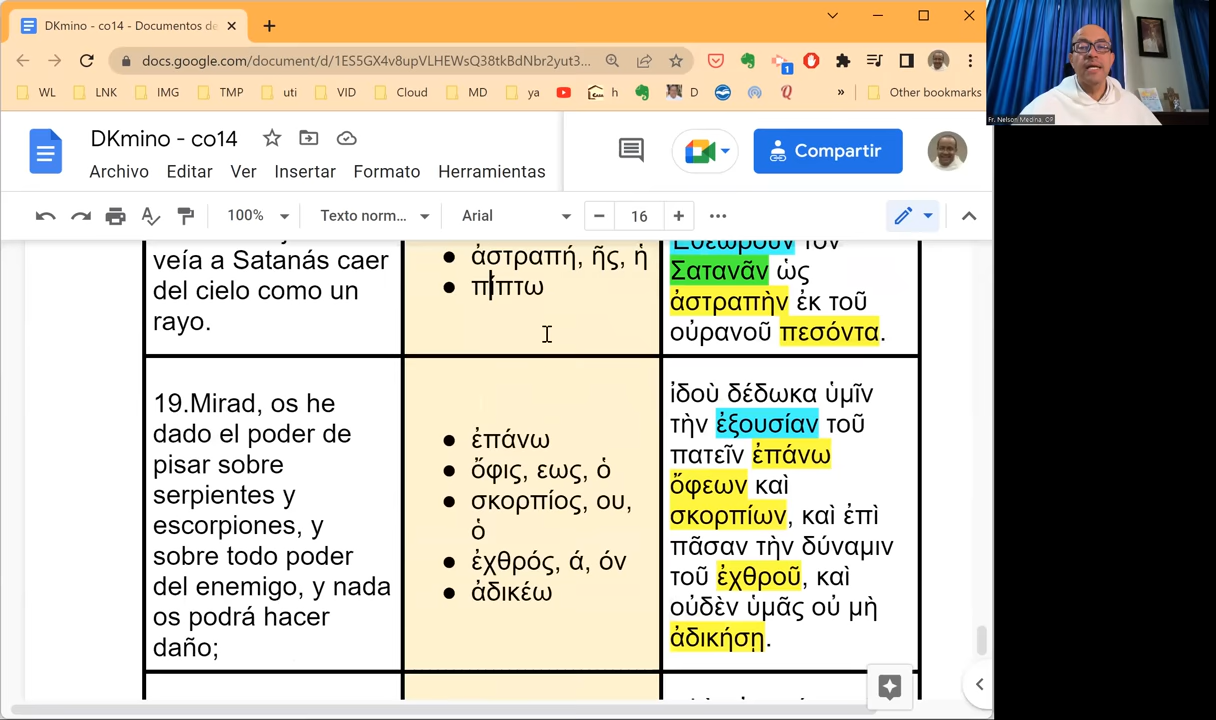 DKmino - co14 - Documentos de
docs.google.com/document/d/1ES5GX4v8upVLHEWsQ38tkBdNbr2yut3...
WL LNK IMG TMP uti VID Cloud MD ya h D » Other bookmarks
1
Fr. Nelson Medina, OP
DKmino - co14
Archivo Editar Ver Insertar Formato Herramientas
Compartir
100% Texto norm... Arial 16
veía a Satanás caer
del cielo como un
rayo.
ἀστραπή, ῆς, ἡ
πίπτω
Ἐθεώρουν τὸν
Σατανᾶν ὡς
ἀστραπὴν ἐκ τοῦ
οὐρανοῦ πεσόντα.
19.Mirad, os he
dado el poder de
pisar sobre
serpientes y
escorpiones, y
sobre todo poder
del enemigo, y nada
os podrá hacer
daño;
ἐπάνω
ὄφις, εως, ὁ
σκορπίος, ου,
ὁ
ἐχθρός, ά, όν
ἀδικέω
ἰδοὺ δέδωκα ὑμῖν
τὴν ἐξουσίαν τοῦ
πατεῖν ἐπάνω
ὄφεων καὶ
σκορπίων, καὶ ἐπὶ
πᾶσαν τὴν δύναμιν
τοῦ ἐχθροῦ, καὶ
οὐδὲν ὑμᾶς οὐ μὴ
ἀδικήσῃ.